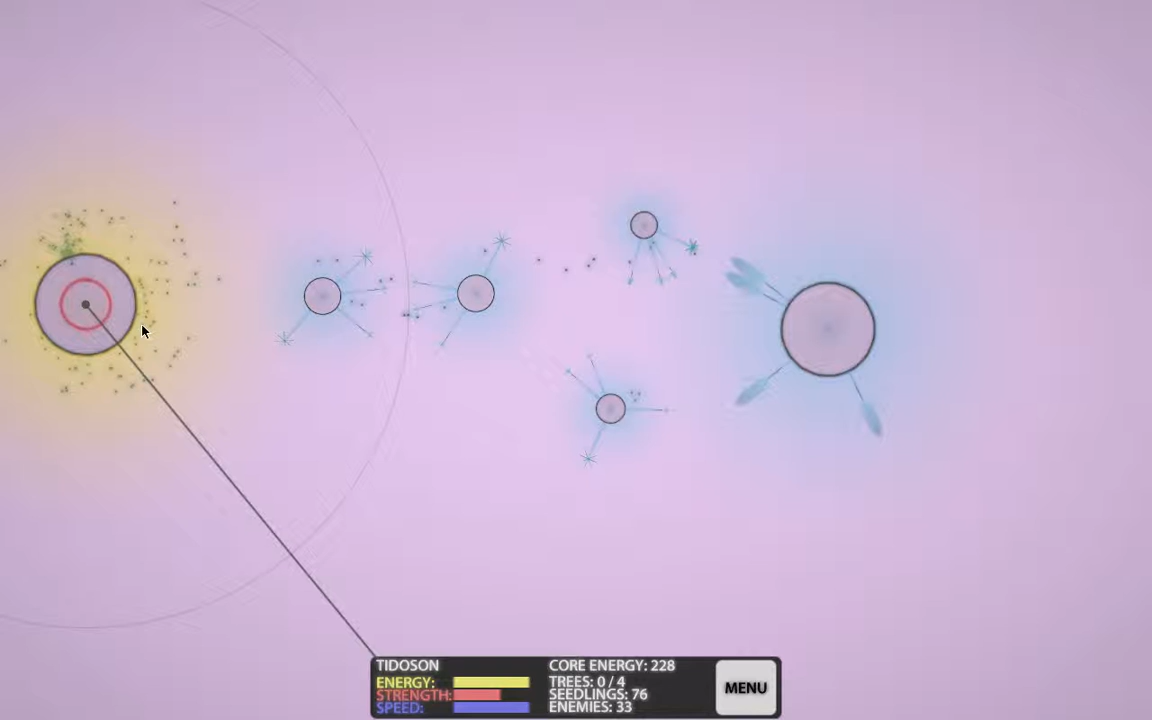 TIDOSON
ENERGY:
STRENGTH:
SPEED:
CORE ENERGY: 228
TREES: 0 / 4
SEEDLINGS: 76
ENEMIES: 33
MENU